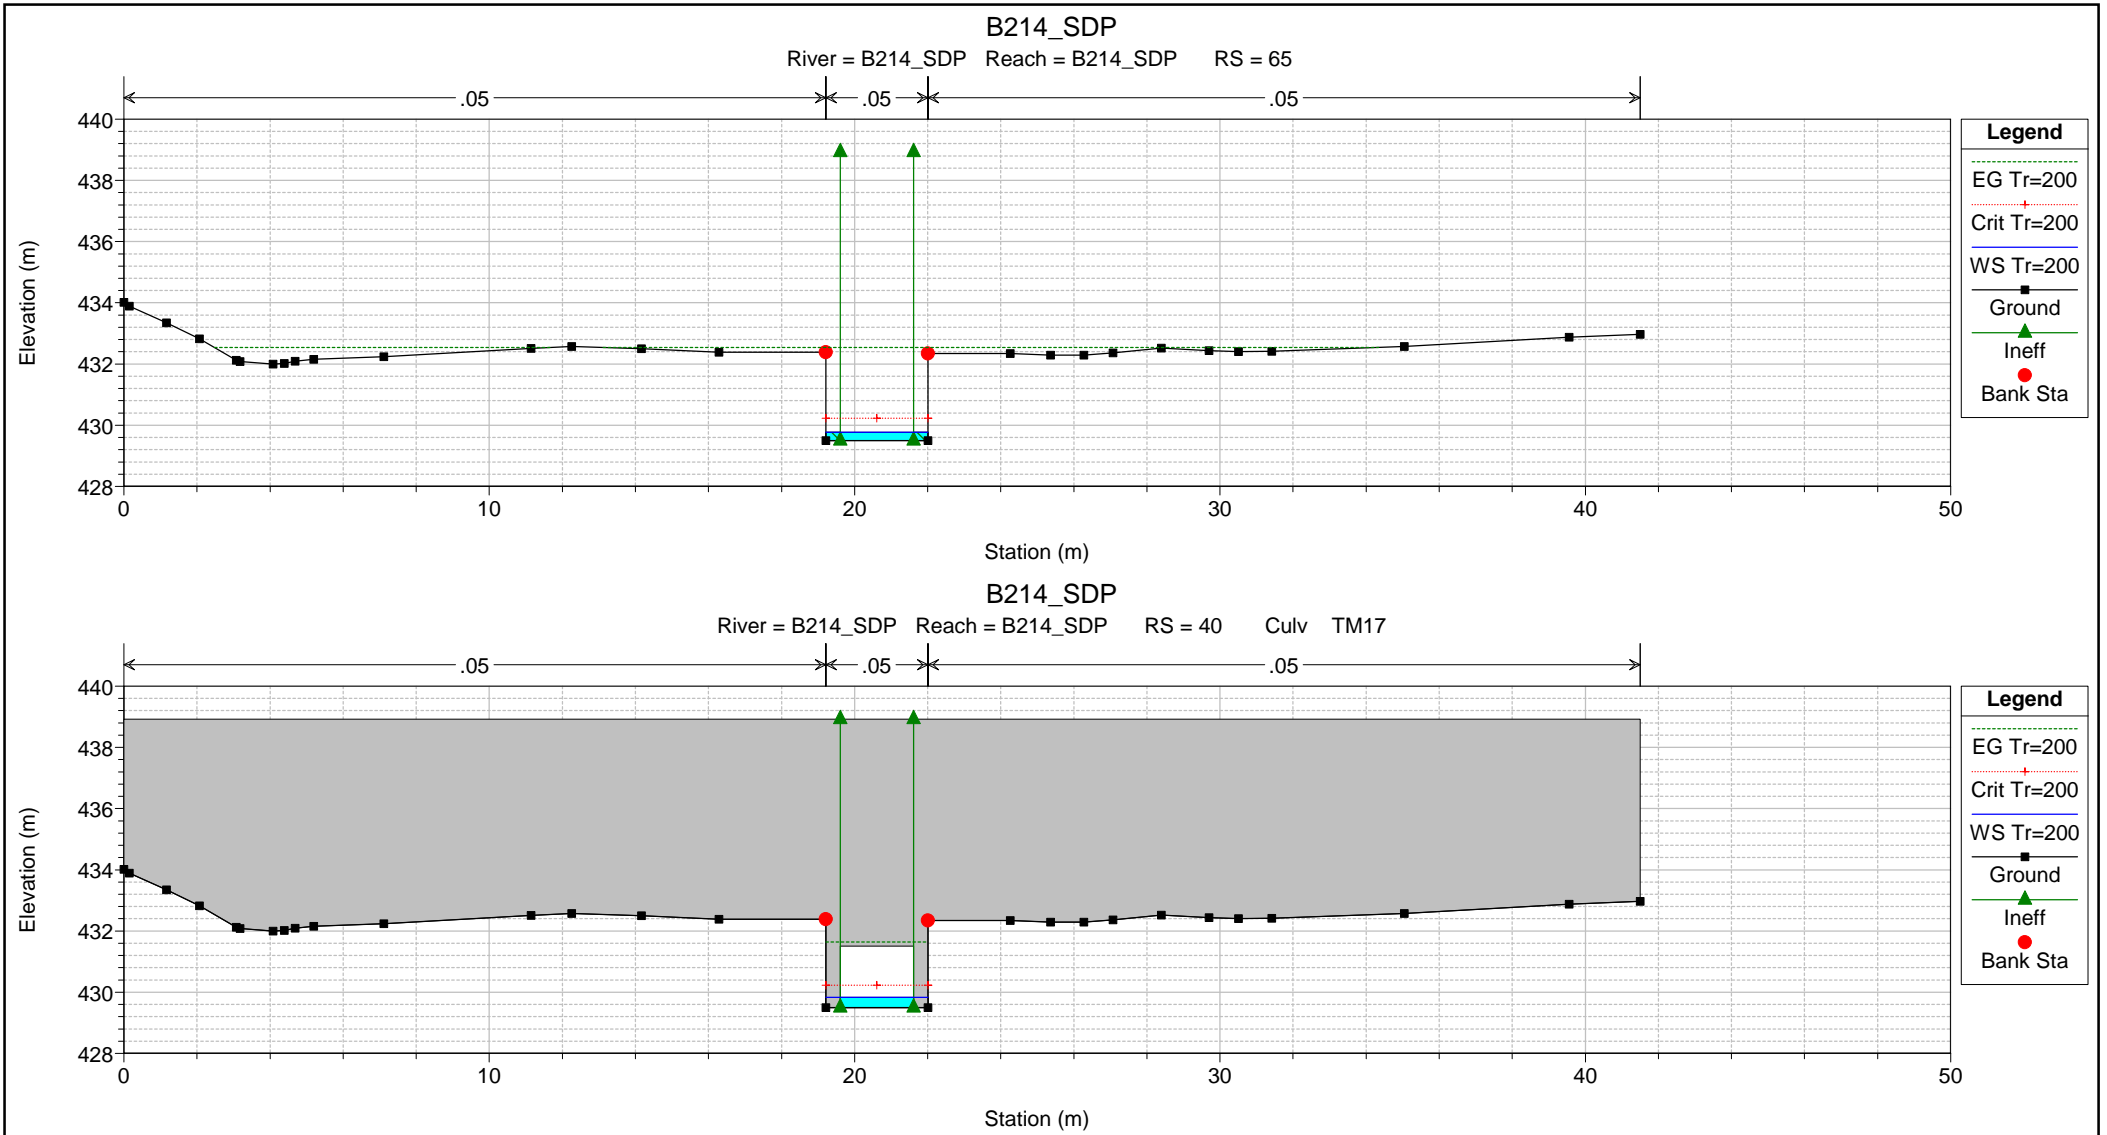 B214_SDP
River = B214_SDP Reach = B214_SDP RS = 65
.05 .05 .05
440
438
436
434
432
430
428
0 10 20 30 40 50
Elevation (m)
Station (m)
Legend
EG Tr=200
Crit Tr=200
WS Tr=200
Ground
Ineff
Bank Sta
B214_SDP
River = B214_SDP Reach = B214_SDP RS = 40 Culv TM17
.05 .05 .05
440
438
436
434
432
430
428
0 10 20 30 40 50
Elevation (m)
Station (m)
Legend
EG Tr=200
Crit Tr=200
WS Tr=200
Ground
Ineff
Bank Sta